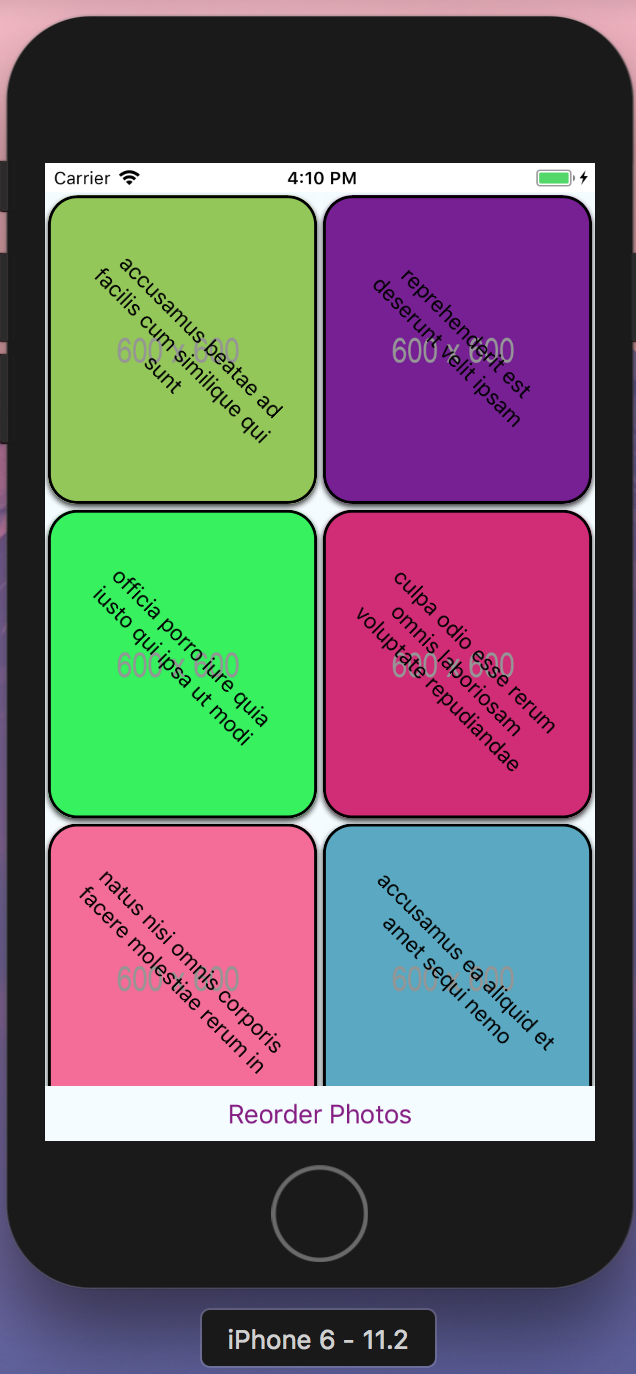 Carrier
4:10 PM
accusamus beatae ad
facilis cum similique qui
sunt
600 x 600
reprehenderit est
deserunt velit ipsam
600 x 600
officia porro iure quia
iusto qui ipsa ut modi
600 x 600
culpa odio esse rerum
omnis laboriosam
voluptate repudiandae
600 x 600
natus nisi omnis corporis
facere molestiae rerum in
600 x 600
accusamus ea aliquid et
amet sequi nemo
600 x 600
Reorder Photos
iPhone 6 - 11.2